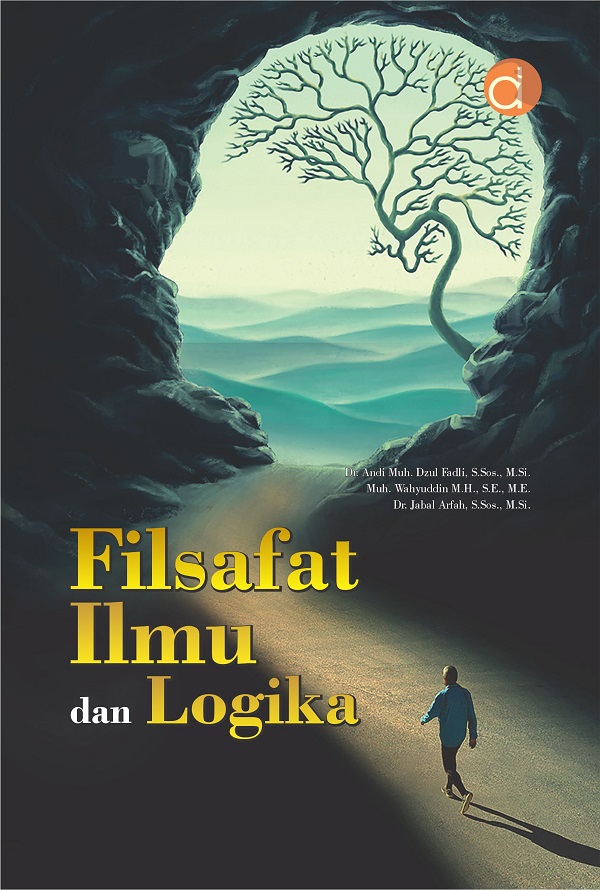 Dr. Andi Muh. Dzul Fadli, S.Sos., M.Si.
Muh. Wahyuddin M.H., S.E., M.E.
Dr. Jabal Arfah, S.Sos., M.Si.
Filsafat
Ilmu
dan Logika